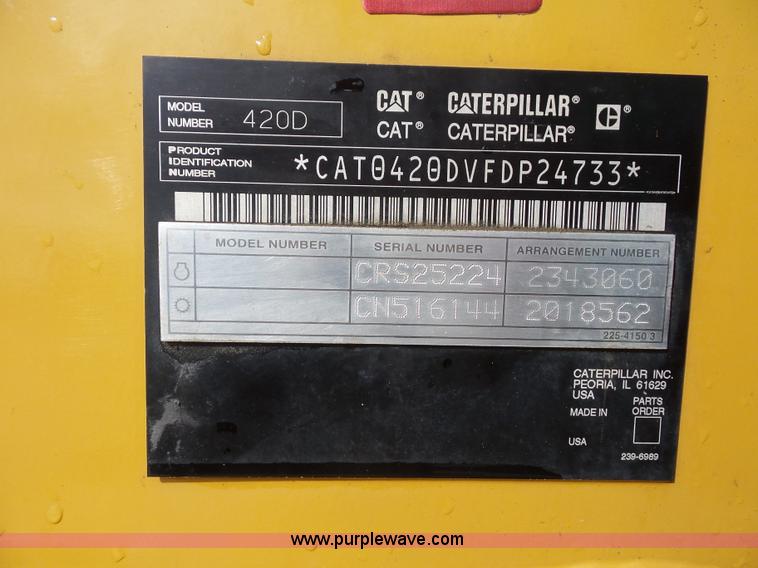 MODEL NUMBER 420D
CAT® CATERPILLAR® C®
CAT® CATERPILLAR®
PRODUCT IDENTIFICATION NUMBER *CAT0420DVFDP24733*
MODEL NUMBER SERIAL NUMBER ARRANGEMENT NUMBER
CRS25224 2343060
CN516144 2018562
225-4150 3
CATERPILLAR INC.
PEORIA, IL 61629
USA
MADE IN
PARTS ORDER
USA
239-6989
www.purplewave.com